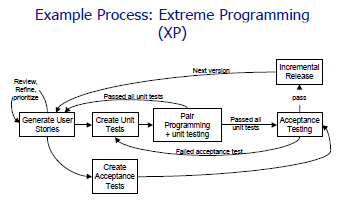 Example Process: Extreme Programming
(XP)
Incremental
Release
Next version
Review,
Refine,
prioritize
Passed all unit tests
pass
Generate User
Stories
Create Unit
Tests
Pair
Programming
+ unit testing
Passed all
unit tests
Acceptance
Testing
Failed acceptance test
Create
Acceptance
Tests